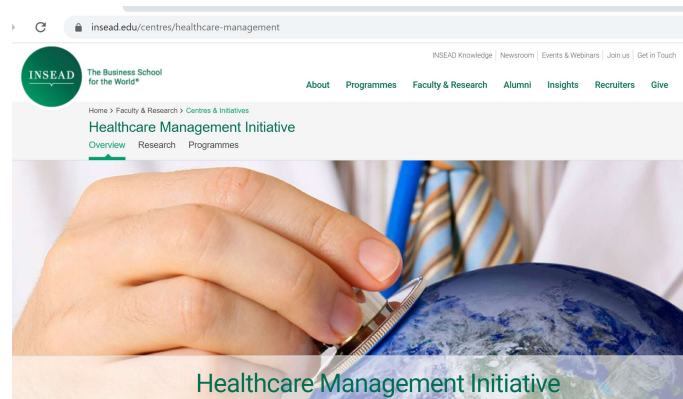 insead.edu/centres/healthcare-management
INSEAD Knowledge | Newsroom | Events & Webinars | Join us | Get in Touch
INSEAD
The Business School
for the World®
About Programmes Faculty & Research Alumni Insights Recruiters Give
Home > Faculty & Research > Centres & Initiatives
Healthcare Management Initiative
Overview Research Programmes
Healthcare Management Initiative